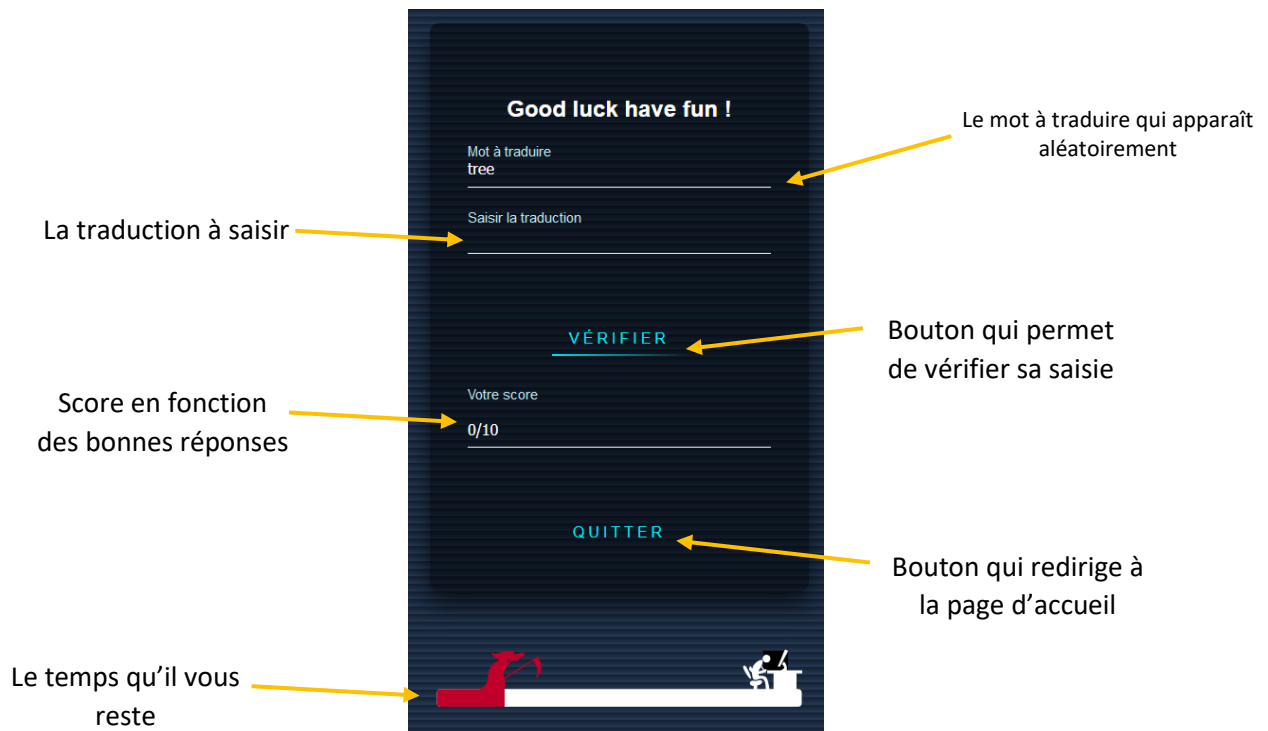 Good luck have fun !
Le mot à traduire qui apparaît
aléatoirement
Mot à traduire
tree
La traduction à saisir
Saisir la traduction
VÉRIFIER
Bouton qui permet
de vérifier sa saisie
Score en fonction
des bonnes réponses
Votre score
0/10
QUITTER
Bouton qui redirige à
la page d’accueil
Le temps qu’il vous
reste